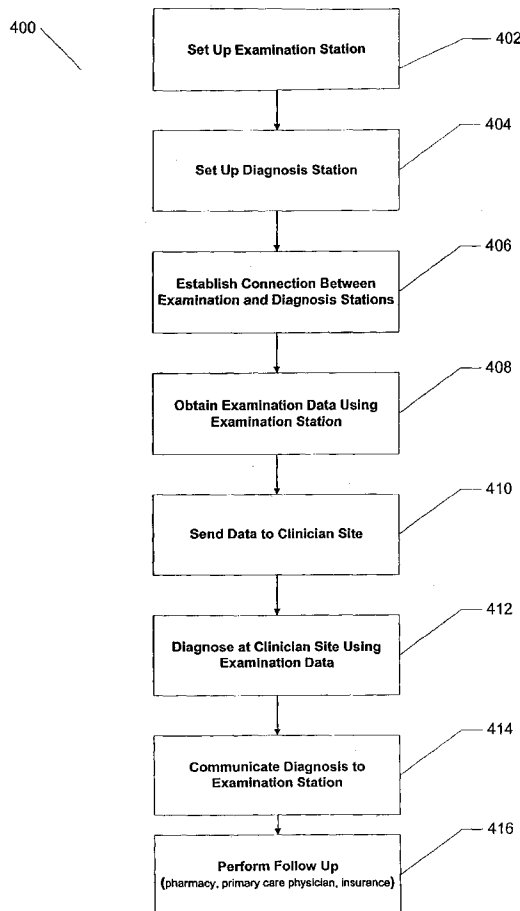 400
Set Up Examination Station
402
404
Set Up Diagnosis Station
406
Establish Connection Between
Examination and Diagnosis Stations
408
Obtain Examination Data Using
Examination Station
410
Send Data to Clinician Site
412
Diagnose at Clinician Site Using
Examination Data
414
Communicate Diagnosis to
Examination Station
416
Perform Follow Up
(pharmacy, primary care physician, insurance)